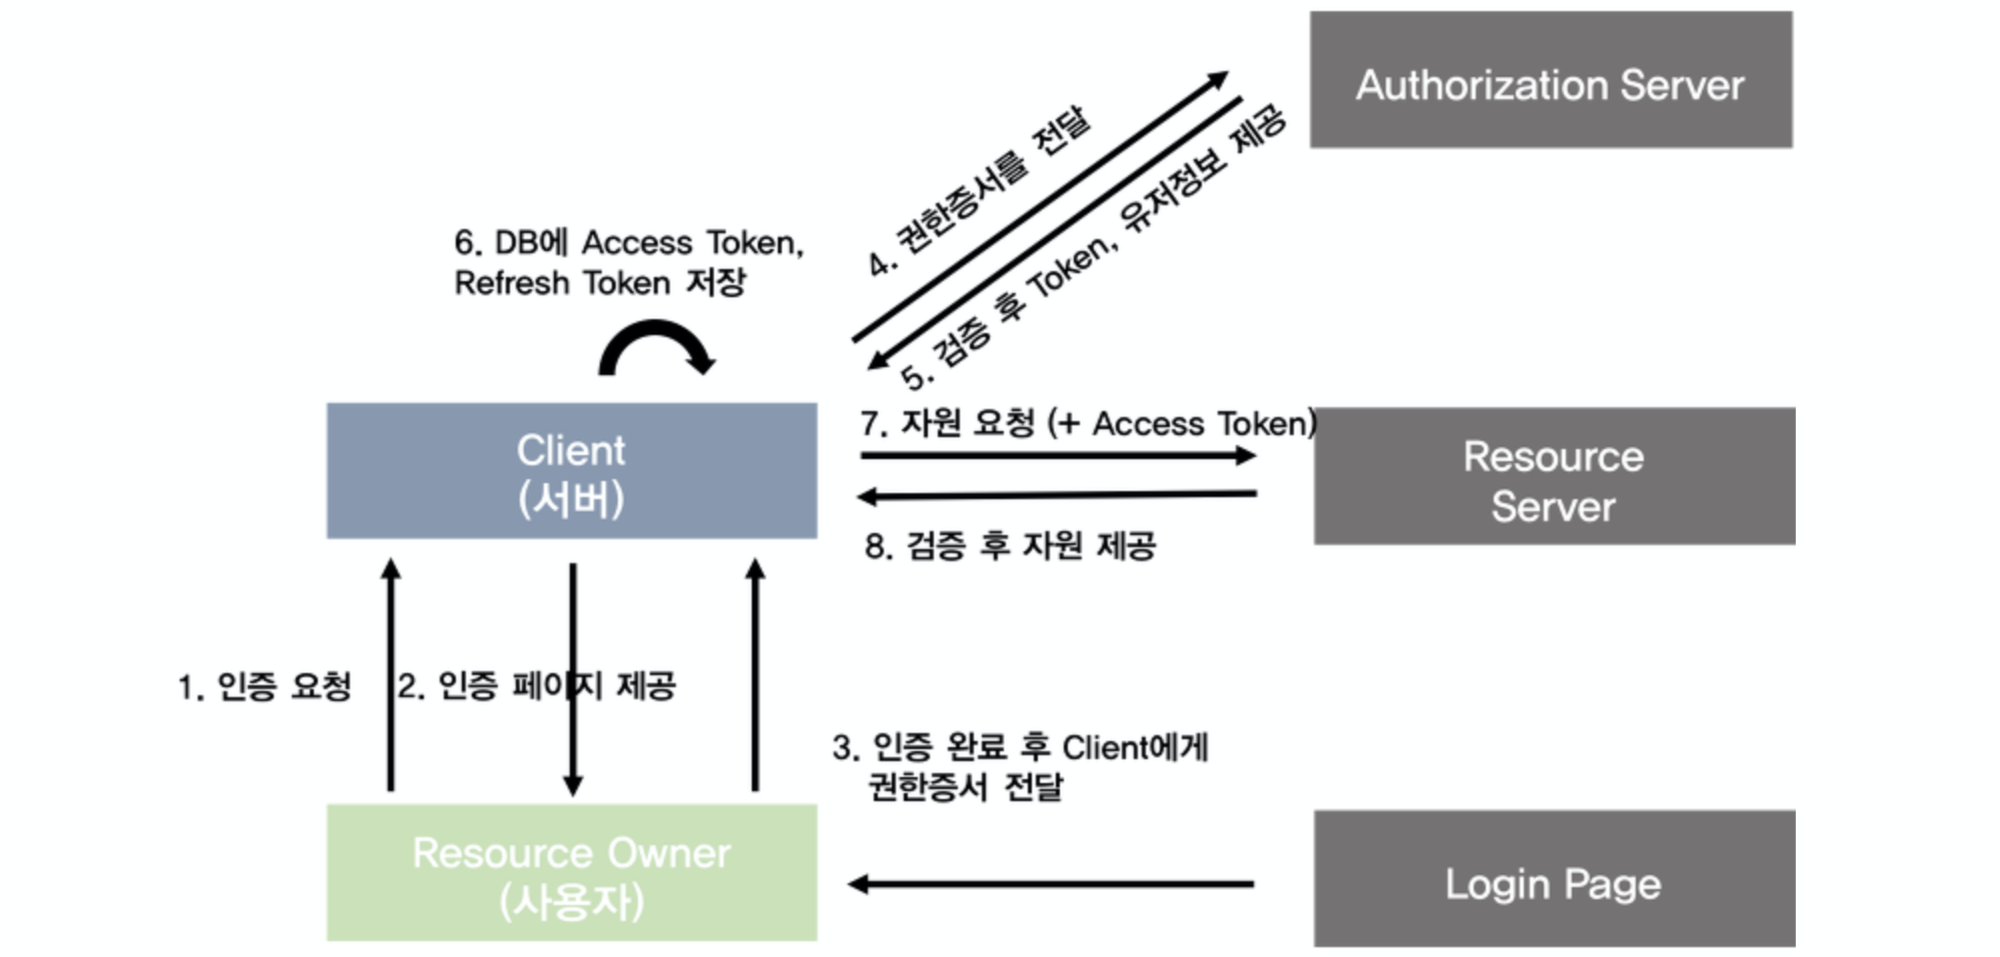 Authorization Server
4. 권한증서를 전달
5. 검증 후 Token, 유저정보 제공
6. DB에 Access Token,
Refresh Token 저장
Client
(서버)
7. 자원 요청 (+ Access Token)
8. 검증 후 자원 제공
Resource
Server
1. 인증 요청
2. 인증 페이지 제공
3. 인증 완료 후 Client에게
권한증서 전달
Resource Owner
(사용자)
Login Page